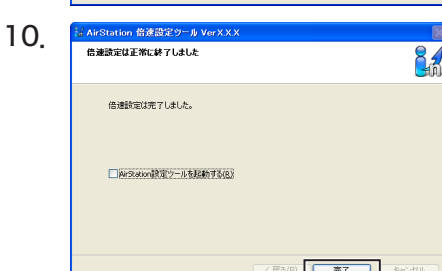 10.
AirStation 倍速設定ツール VerX.X.X
倍速設定は正常に終了しました
倍速設定は完了しました。
AirStation設定ツールを起動する(R)
< 戻る(B) 完了 キャンセル